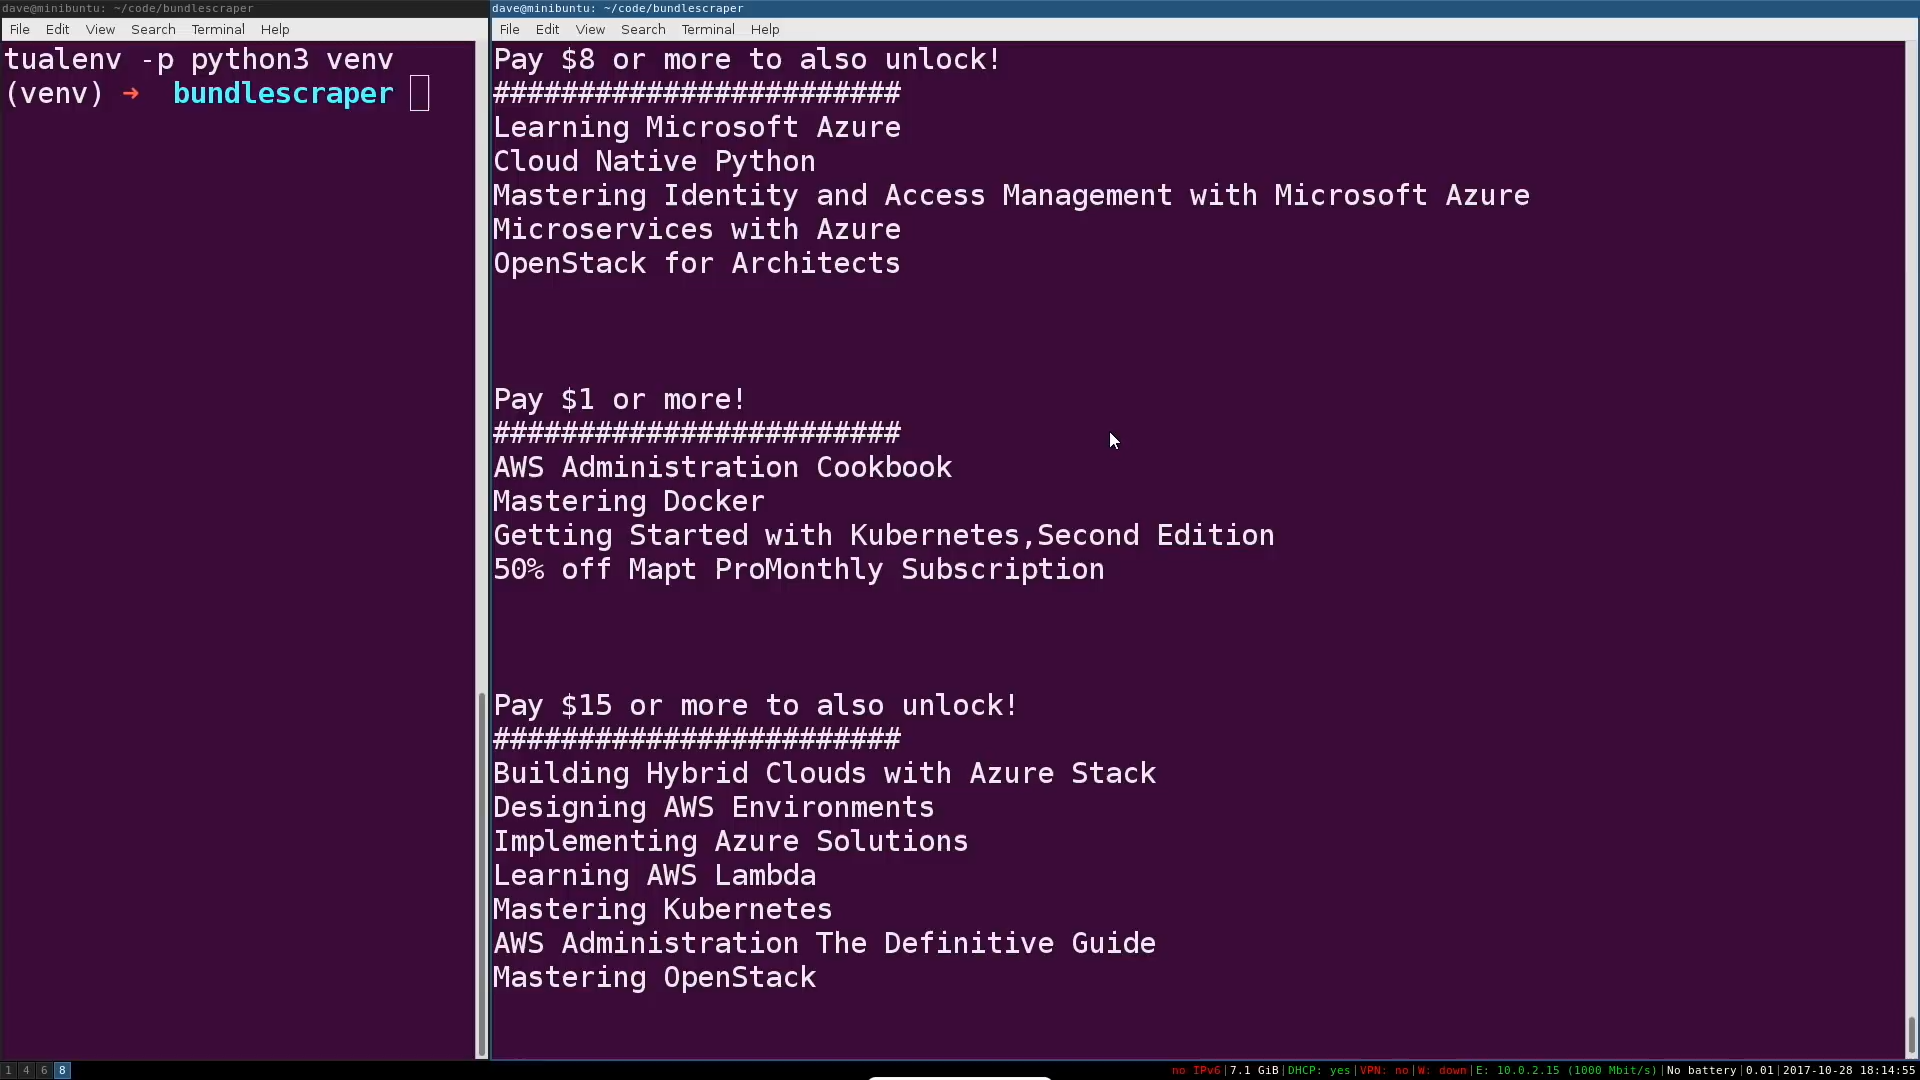 dave@minibuntu: ~/code/bundlescraper
File Edit View Search Terminal Help
tualenv -p python3 venv
(venv) ➜ bundlescraper
dave@minibuntu: ~/code/bundlescraper
File Edit View Search Terminal Help
Pay $8 or more to also unlock!
########################
Learning Microsoft Azure
Cloud Native Python
Mastering Identity and Access Management with Microsoft Azure
Microservices with Azure
OpenStack for Architects
Pay $1 or more!
########################
AWS Administration Cookbook
Mastering Docker
Getting Started with Kubernetes,Second Edition
50% off Mapt ProMonthly Subscription
Pay $15 or more to also unlock!
########################
Building Hybrid Clouds with Azure Stack
Designing AWS Environments
Implementing Azure Solutions
Learning AWS Lambda
Mastering Kubernetes
AWS Administration The Definitive Guide
Mastering OpenStack
1 4 6 8
no IPv6|7.1 GiB|DHCP: yes|VPN: no|W: down|E: 10.0.2.15 (1000 Mbit/s)|No battery|0.01|2017-10-28 18:14:55